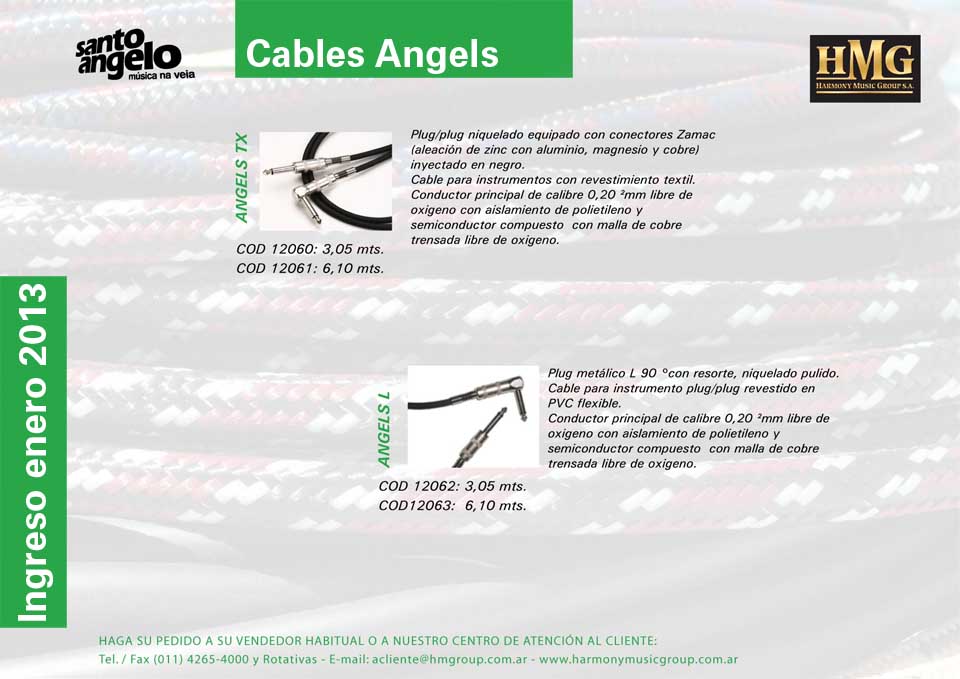 santo
angelo
música na veia
Cables Angels
HMG
HARMONY MUSIC GROUP S.A.
ANGELS TX
Plug/plug niquelado equipado con conectores Zamac
(aleación de zinc con aluminio, magnesio y cobre)
inyectado en negro.
Cable para instrumentos con revestimiento textil.
Conductor principal de calibre 0,20 ²mm libre de
oxigeno con aislamiento de polietileno y
semiconductor compuesto  con malla de cobre
trensada libre de oxigeno.
COD 12060: 3,05 mts.
COD 12061: 6,10 mts.
Ingreso enero 2013
ANGELS L
Plug metálico L 90 °con resorte, niquelado pulido.
Cable para instrumento plug/plug revestido en
PVC flexible.
Conductor principal de calibre 0,20 ²mm libre de
oxigeno con aislamiento de polietileno y
semiconductor compuesto  con malla de cobre
trensada libre de oxigeno.
COD 12062: 3,05 mts.
COD12063:  6,10 mts.
HAGA SU PEDIDO A SU VENDEDOR HABITUAL O A NUESTRO CENTRO DE ATENCIÓN AL CLIENTE:
Tel. / Fax (011) 4265-4000 y Rotativas - E-mail: acliente@hmgroup.com.ar - www.harmonymusicgroup.com.ar